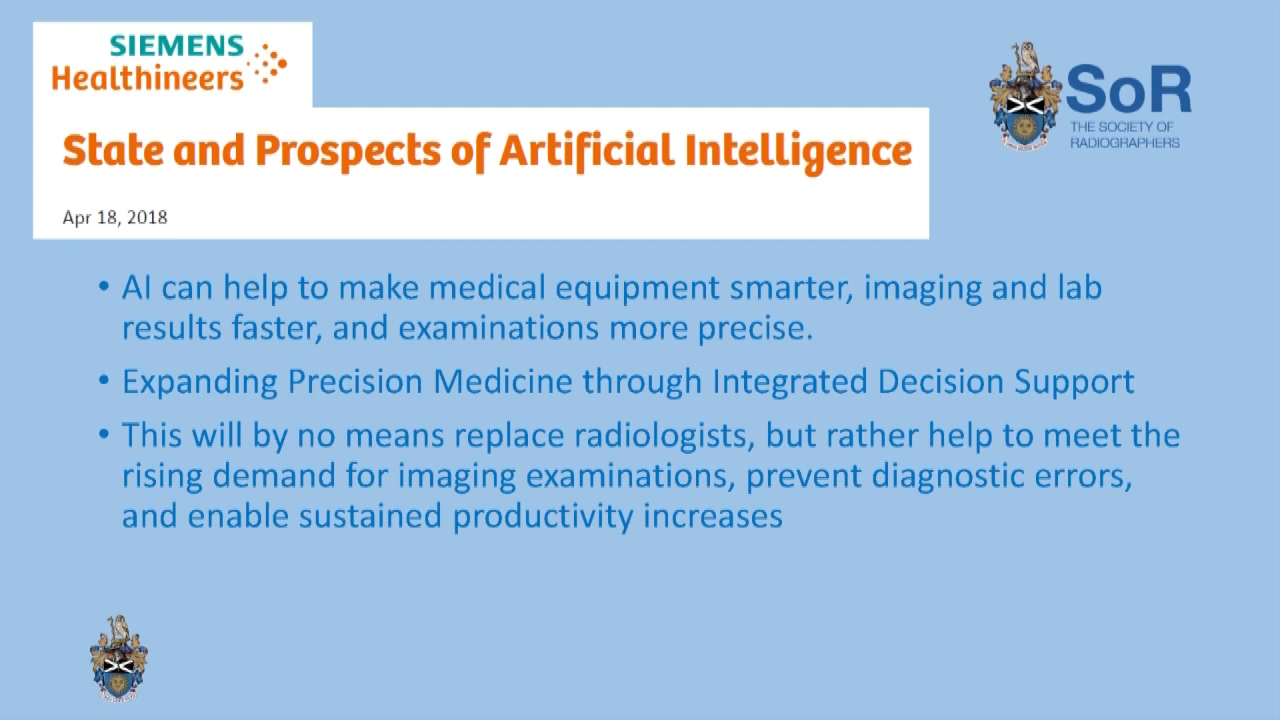 SIEMENS
Healthineers
SoR
THE SOCIETY OF
RADIOGRAPHERS
State and Prospects of Artificial Intelligence
Apr 18, 2018
• AI can help to make medical equipment smarter, imaging and lab
results faster, and examinations more precise.
• Expanding Precision Medicine through Integrated Decision Support
• This will by no means replace radiologists, but rather help to meet the
rising demand for imaging examinations, prevent diagnostic errors,
and enable sustained productivity increases